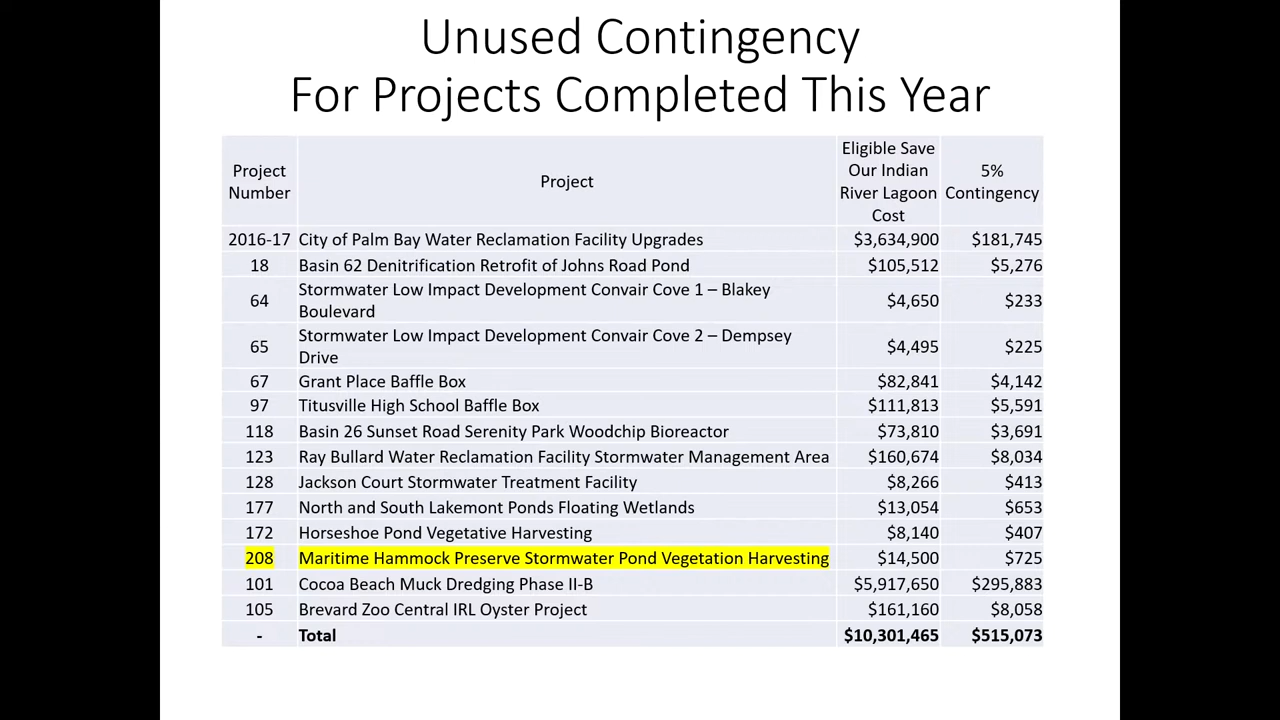 Unused Contingency
For Projects Completed This Year
Project Number Project Eligible Save Our Indian River Lagoon Cost 5% Contingency
2016-17 City of Palm Bay Water Reclamation Facility Upgrades $3,634,900 $181,745
18 Basin 62 Denitrification Retrofit of Johns Road Pond $105,512 $5,276
64 Stormwater Low Impact Development Convair Cove 1 – Blakey Boulevard $4,650 $233
65 Stormwater Low Impact Development Convair Cove 2 – Dempsey Drive $4,495 $225
67 Grant Place Baffle Box $82,841 $4,142
97 Titusville High School Baffle Box $111,813 $5,591
118 Basin 26 Sunset Road Serenity Park Woodchip Bioreactor $73,810 $3,691
123 Ray Bullard Water Reclamation Facility Stormwater Management Area $160,674 $8,034
128 Jackson Court Stormwater Treatment Facility $8,266 $413
177 North and South Lakemont Ponds Floating Wetlands $13,054 $653
172 Horseshoe Pond Vegetative Harvesting $8,140 $407
208 Maritime Hammock Preserve Stormwater Pond Vegetation Harvesting $14,500 $725
101 Cocoa Beach Muck Dredging Phase II-B $5,917,650 $295,883
105 Brevard Zoo Central IRL Oyster Project $161,160 $8,058
- Total $10,301,465 $515,073